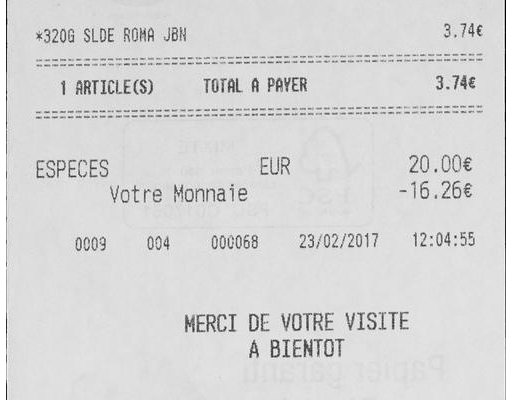 *320G SLDE ROMA JBN 3.74€
1 ARTICLE(S) TOTAL A PAYER 3.74€
ESPECES EUR 20.00€
Votre Monnaie -16.26€
0009 004 000068 23/02/2017 12:04:55
MERCI DE VOTRE VISITE
A BIENTOT
Papier garanti